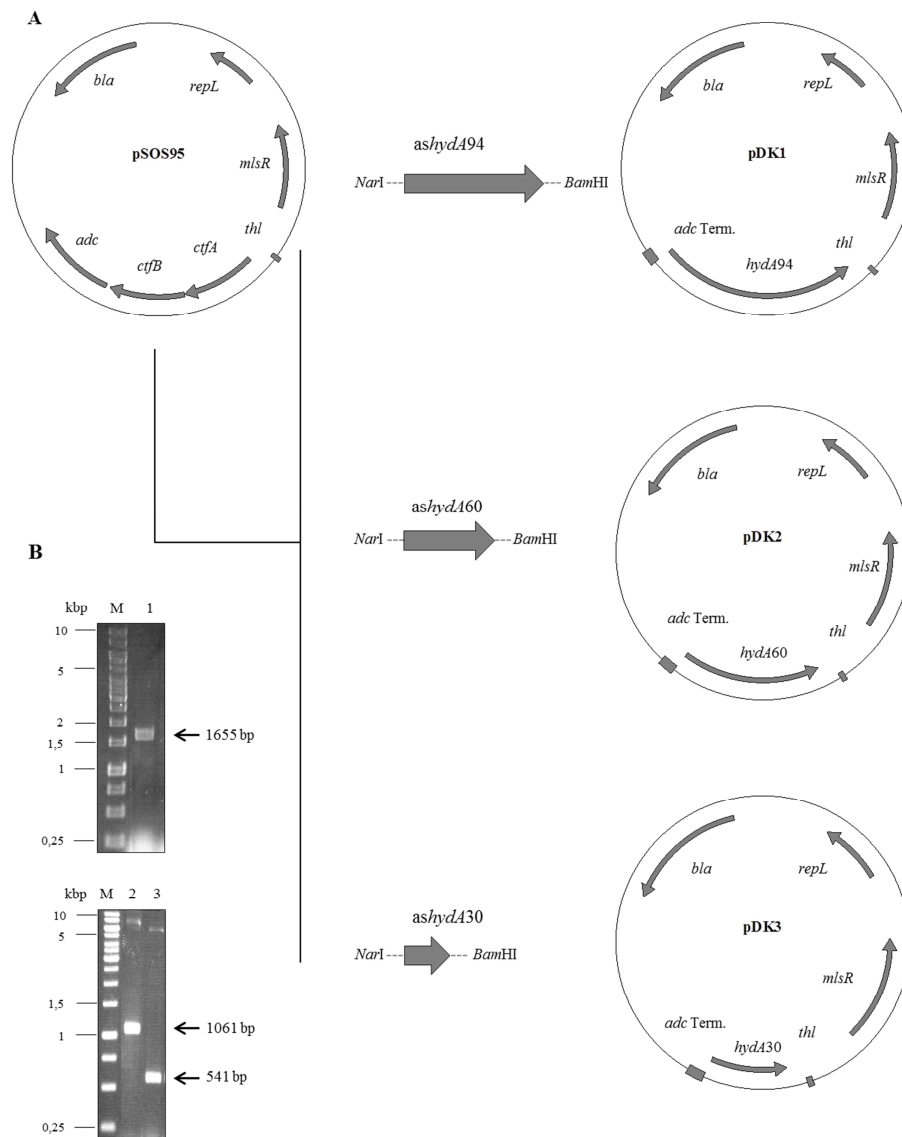 A
bla
repL
pSOS95
mlsR
thl
ctfA
ctfB
adc
ashydA94
NarI
BamHI
bla
repL
pDK1
mlsR
adc Term.
thl
hydA94
ashydA60
NarI
BamHI
bla
repL
pDK2
mlsR
adc Term.
thl
hydA60
B
kbp M 1
10
5
2
1,5
1
0,25
1655 bp
kbp M 2 3
10
5
1,5
1
0,25
1061 bp
541 bp
ashydA30
NarI
BamHI
bla
repL
pDK3
mlsR
adc Term.
thl
hydA30